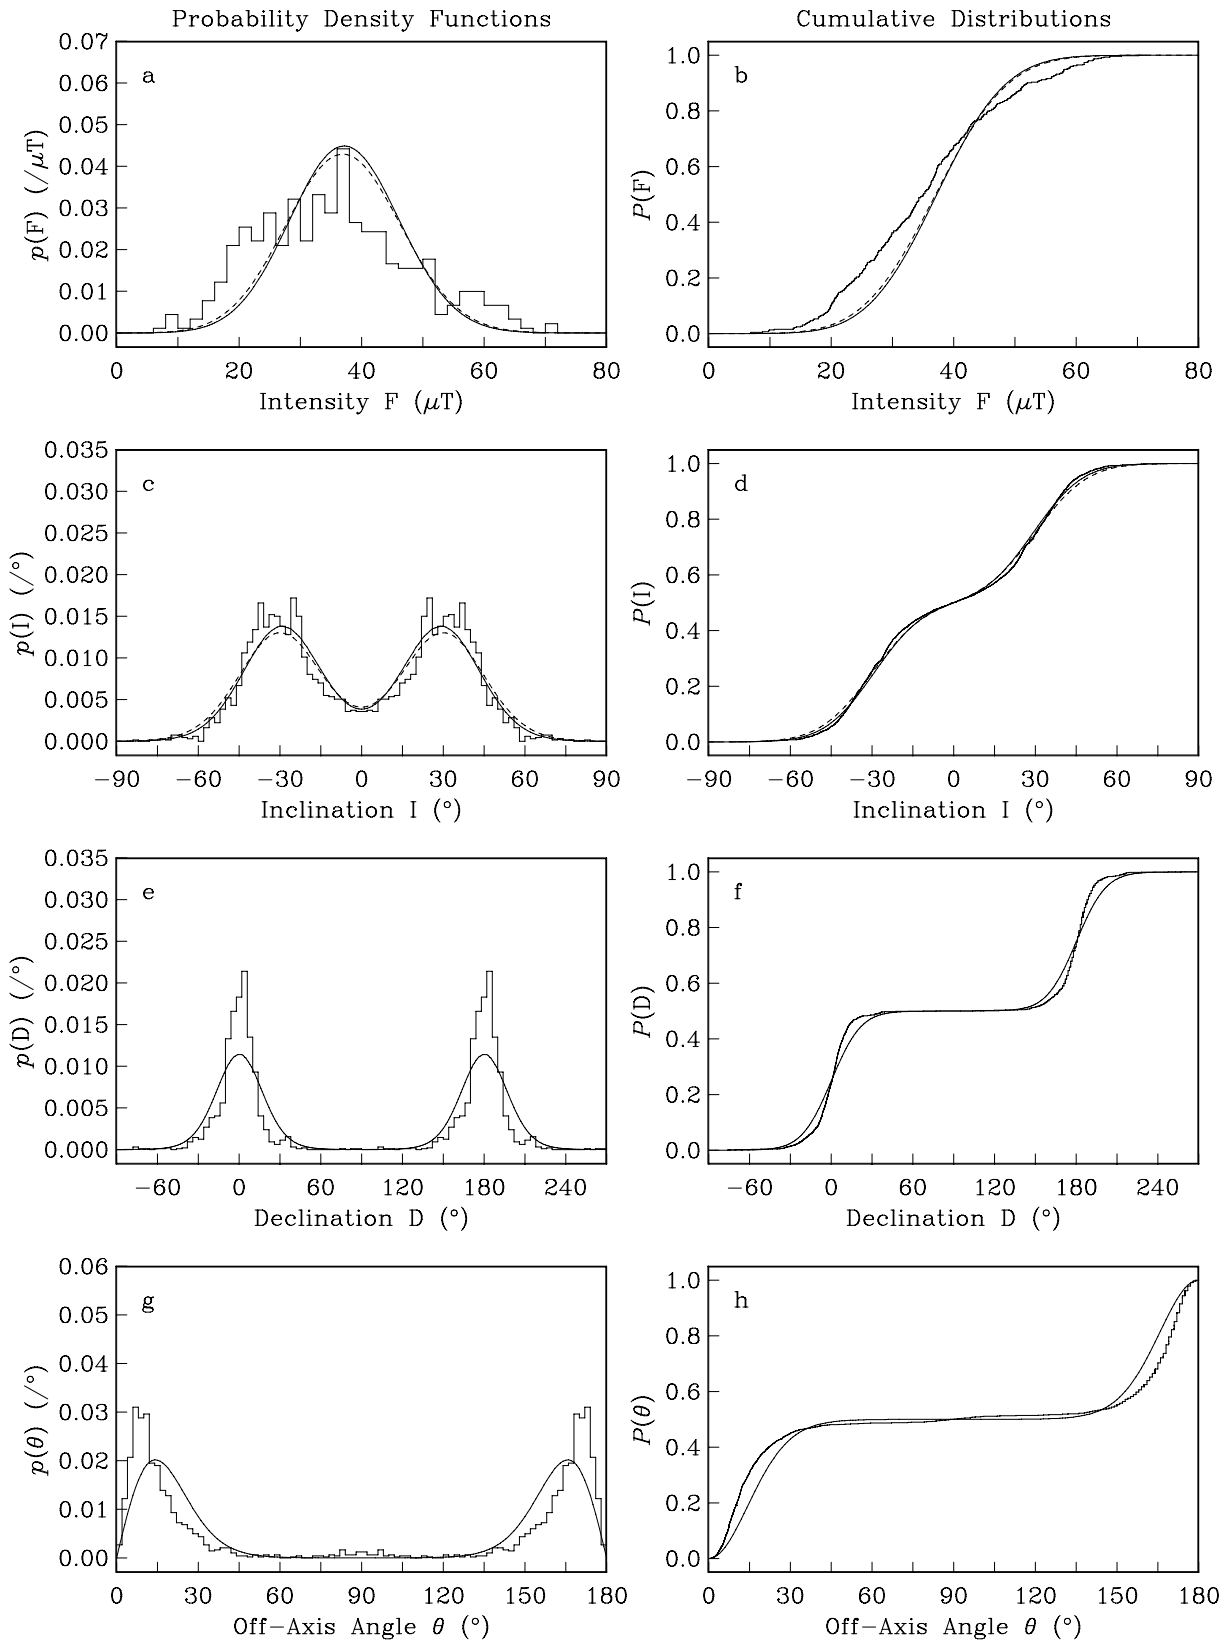 Probability Density Functions
Cumulative Distributions
0.07
0.06
0.05
0.04
0.03
0.02
0.01
0.00
p(F) (/μT)
a
0 20 40 60 80
Intensity F (μT)
1.0
0.8
0.6
0.4
0.2
0.0
P(F)
b
0 20 40 60 80
Intensity F (μT)
0.035
0.030
0.025
0.020
0.015
0.010
0.005
0.000
p(I) (/°)
c
−90 −60 −30 0 30 60 90
Inclination I (°)
1.0
0.8
0.6
0.4
0.2
0.0
P(I)
d
−90 −60 −30 0 30 60 90
Inclination I (°)
0.035
0.030
0.025
0.020
0.015
0.010
0.005
0.000
p(D) (/°)
e
−60 0 60 120 180 240
Declination D (°)
1.0
0.8
0.6
0.4
0.2
0.0
P(D)
f
−60 0 60 120 180 240
Declination D (°)
0.06
0.05
0.04
0.03
0.02
0.01
0.00
p(θ) (/°)
g
0 30 60 90 120 150 180
Off−Axis Angle θ (°)
1.0
0.8
0.6
0.4
0.2
0.0
P(θ)
h
0 30 60 90 120 150 180
Off−Axis Angle θ (°)